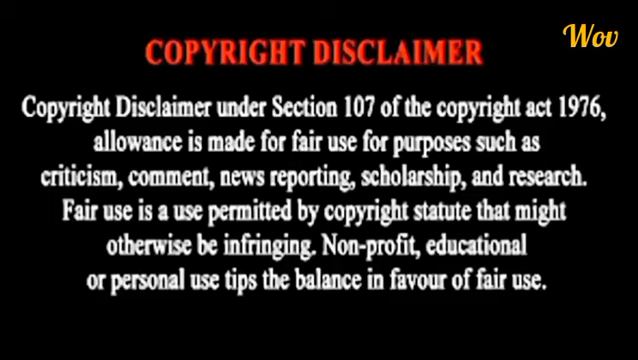 Wov
COPYRIGHT DISCLAIMER
Copyright Disclaimer under Section 107 of the copyright act 1976,
allowance is made for fair use for purposes such as
criticism, comment, news reporting, scholarship, and research.
Fair use is a use permitted by copyright statute that might
otherwise be infringing. Non-profit, educational
or personal use tips the balance in favour of fair use.